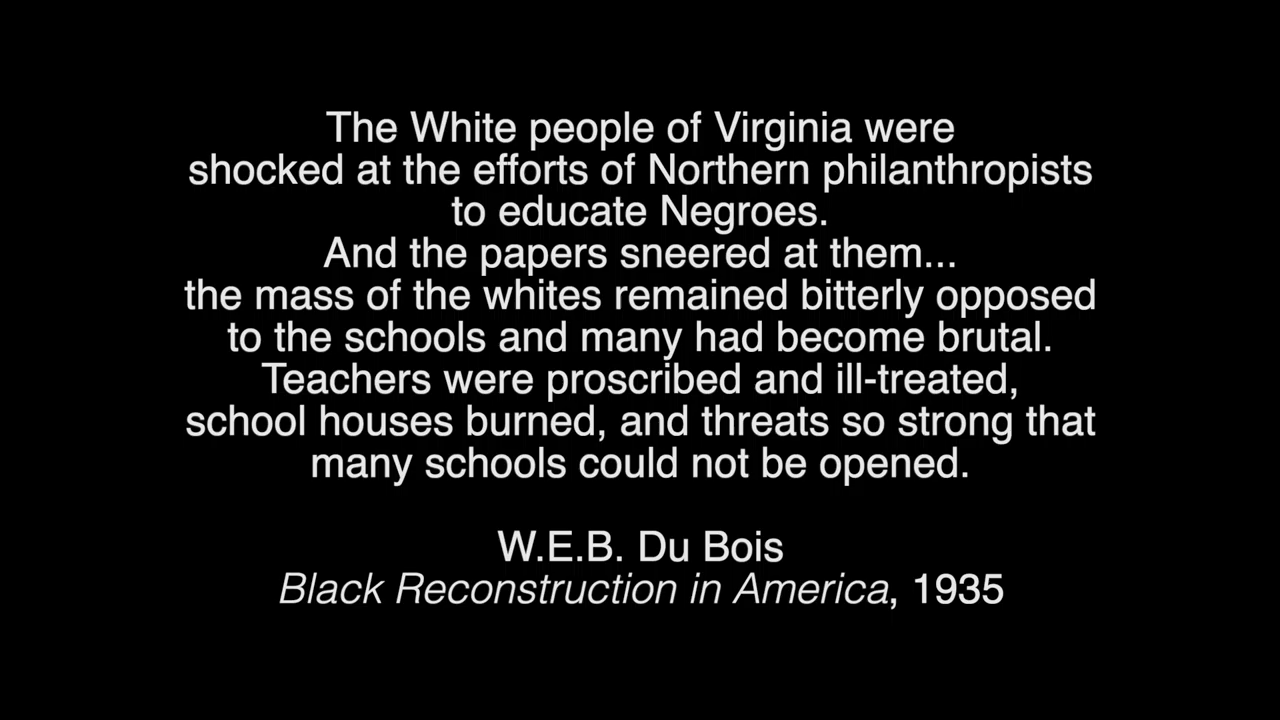 The White people of Virginia were
shocked at the efforts of Northern philanthropists
to educate Negroes.
And the papers sneered at them...
the mass of the whites remained bitterly opposed
to the schools and many had become brutal.
Teachers were proscribed and ill-treated,
school houses burned, and threats so strong that
many schools could not be opened.
W.E.B. Du Bois
Black Reconstruction in America, 1935